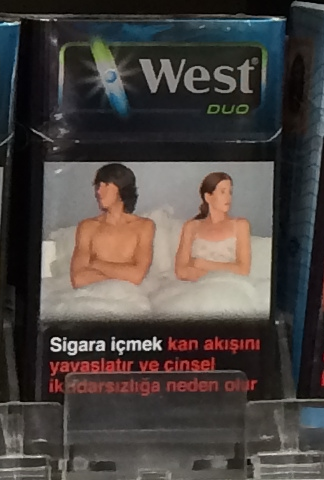 West
DUO
Sigara içmek kan akışını
yavaşlatır ve cinsel
iktidarsızlığa neden olur